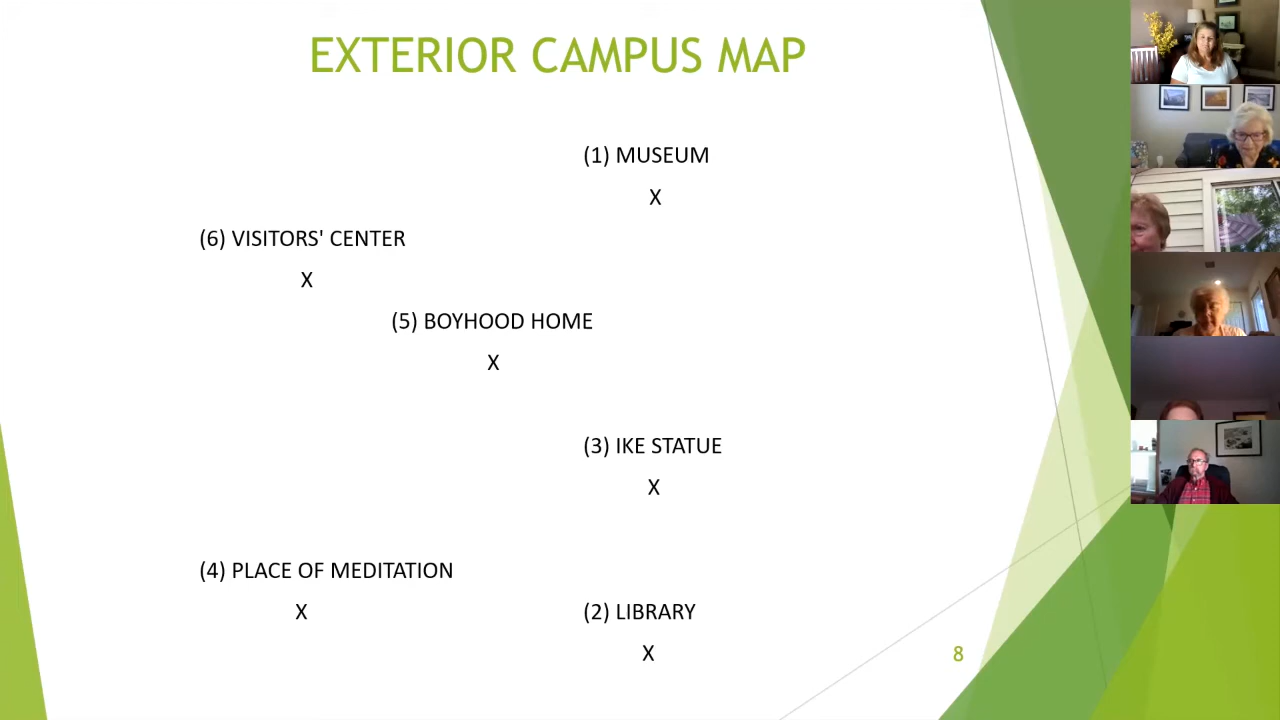 EXTERIOR CAMPUS MAP
(1) MUSEUM
X
(6) VISITORS' CENTER
X
(5) BOYHOOD HOME
X
(3) IKE STATUE
X
(4) PLACE OF MEDITATION
X
(2) LIBRARY
X
8